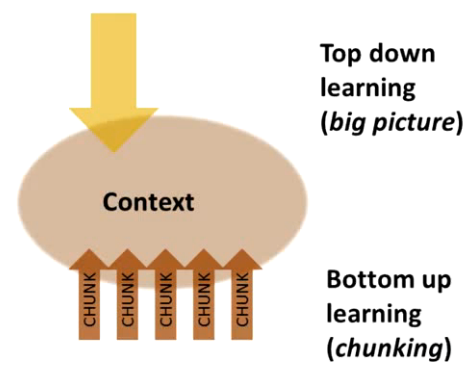 Top down
learning
(big picture)
Context
CHUNK
CHUNK
CHUNK
CHUNK
CHUNK
Bottom up
learning
(chunking)